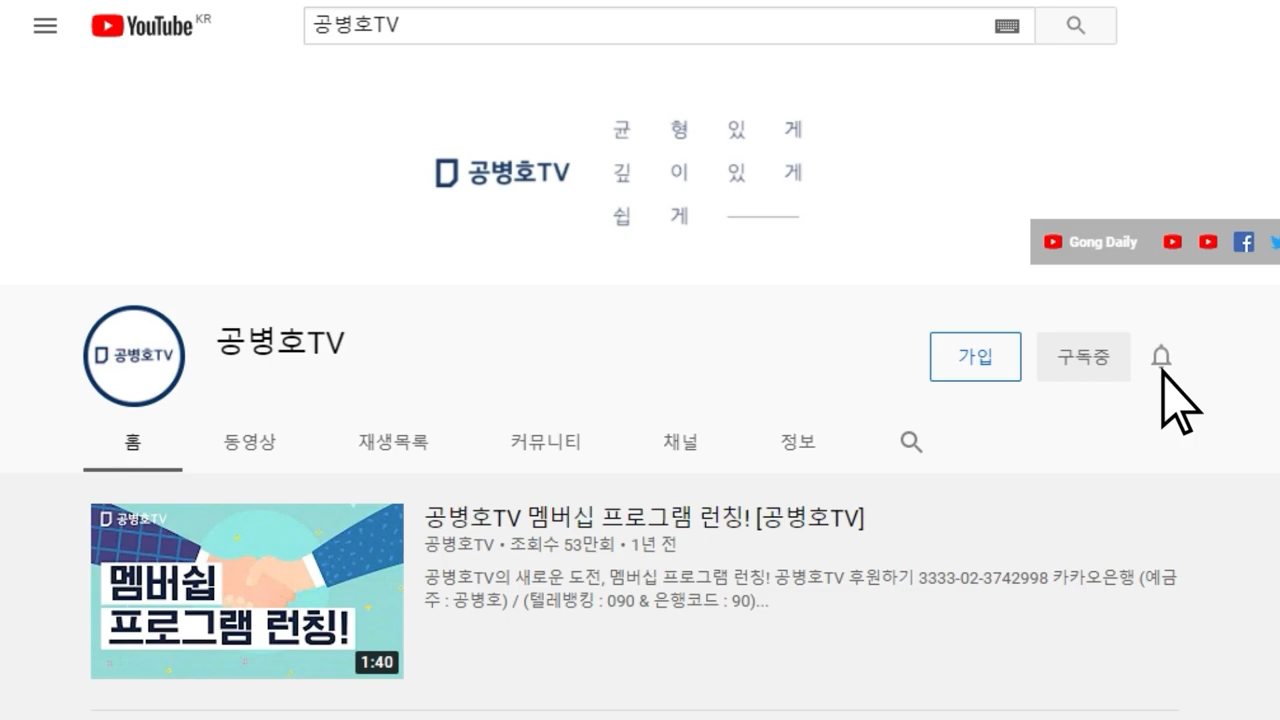 YouTube KR
공병호TV
균형있게
공병호TV 깊이있게
쉽게
Gong Daily
공병호TV
공병호TV
가입
구독중
홈 동영상 재생목록 커뮤니티 채널 정보
공병호TV
멤버쉽
프로그램 런칭!
1:40
공병호TV 멤버십 프로그램 런칭! [공병호TV]
공병호TV • 조회수 53만회 • 1년 전
공병호TV의 새로운 도전, 멤버십 프로그램 런칭! 공병호TV 후원하기 3333-02-3742998 카카오은행 (예금
주 : 공병호) / (텔레뱅킹 : 090 & 은행코드 : 90)...